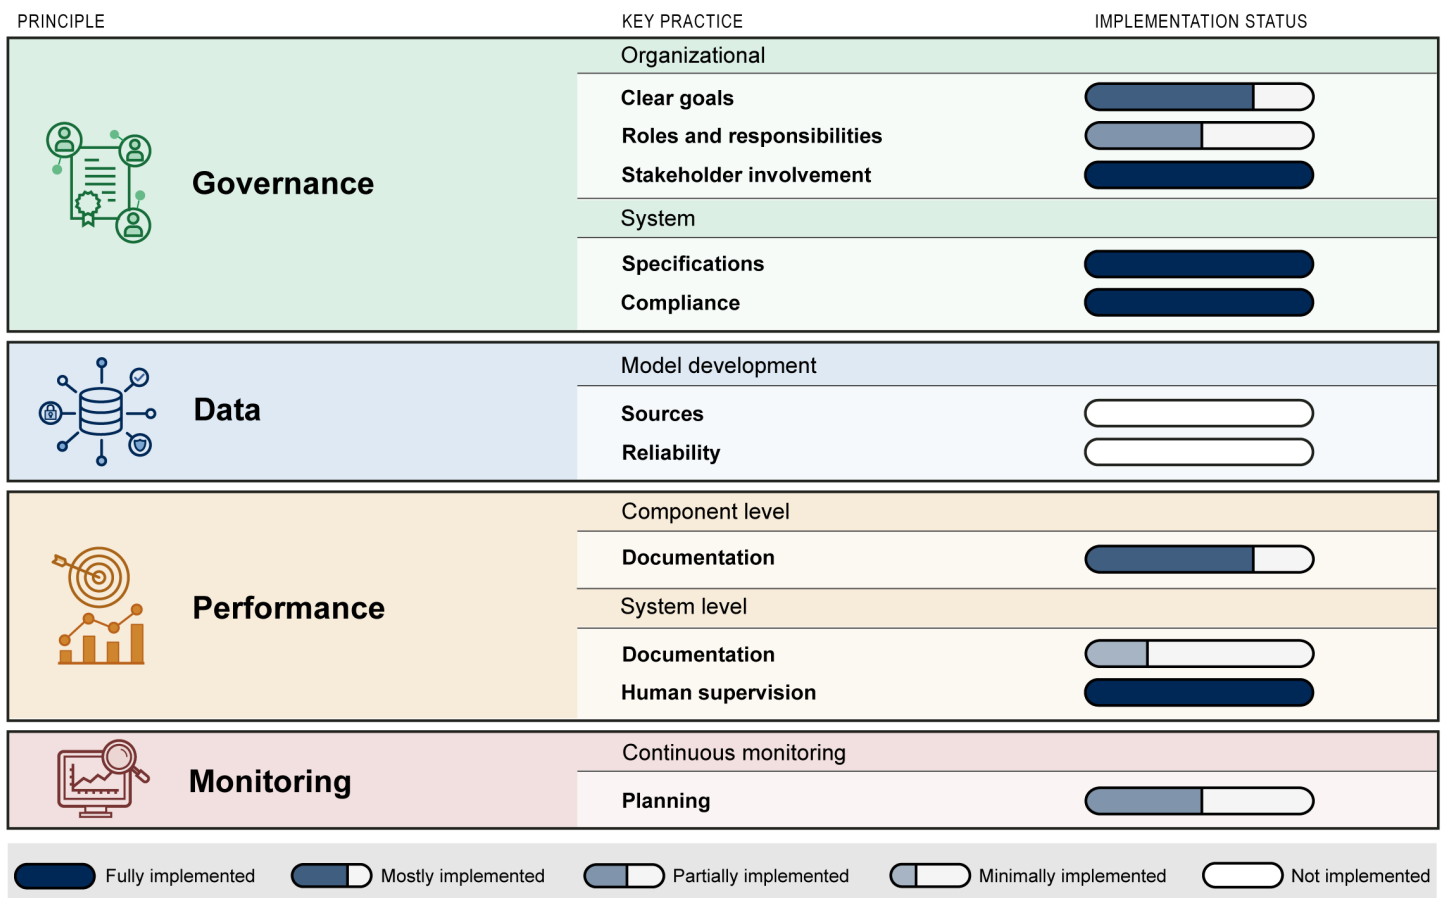 PRINCIPLE KEY PRACTICE IMPLEMENTATION STATUS
Governance
Organizational
Clear goals
Roles and responsibilities
Stakeholder involvement
System
Specifications
Compliance
Data
Model development
Sources
Reliability
Performance
Component level
Documentation
System level
Documentation
Human supervision
Monitoring
Continuous monitoring
Planning
Fully implemented Mostly implemented Partially implemented Minimally implemented Not implemented